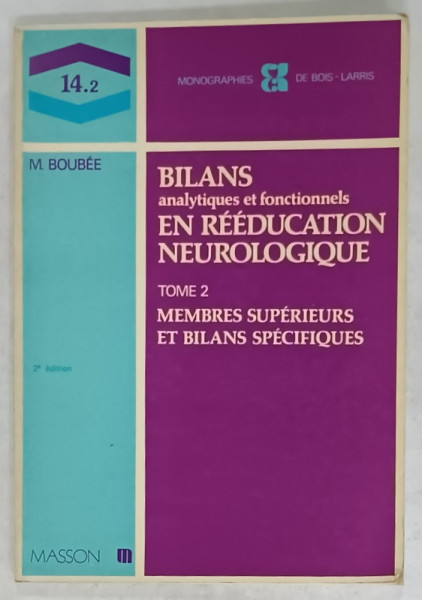 14.2
MONOGRAPHIES DE BOIS-LARRIS
M. BOUBÉE
BILANS
analytiques et fonctionnels
EN RÉÉDUCATION
NEUROLOGIQUE
TOME 2
MEMBRES SUPÉRIEURS
ET BILANS SPÉCIFIQUES
2e édition
MASSON m